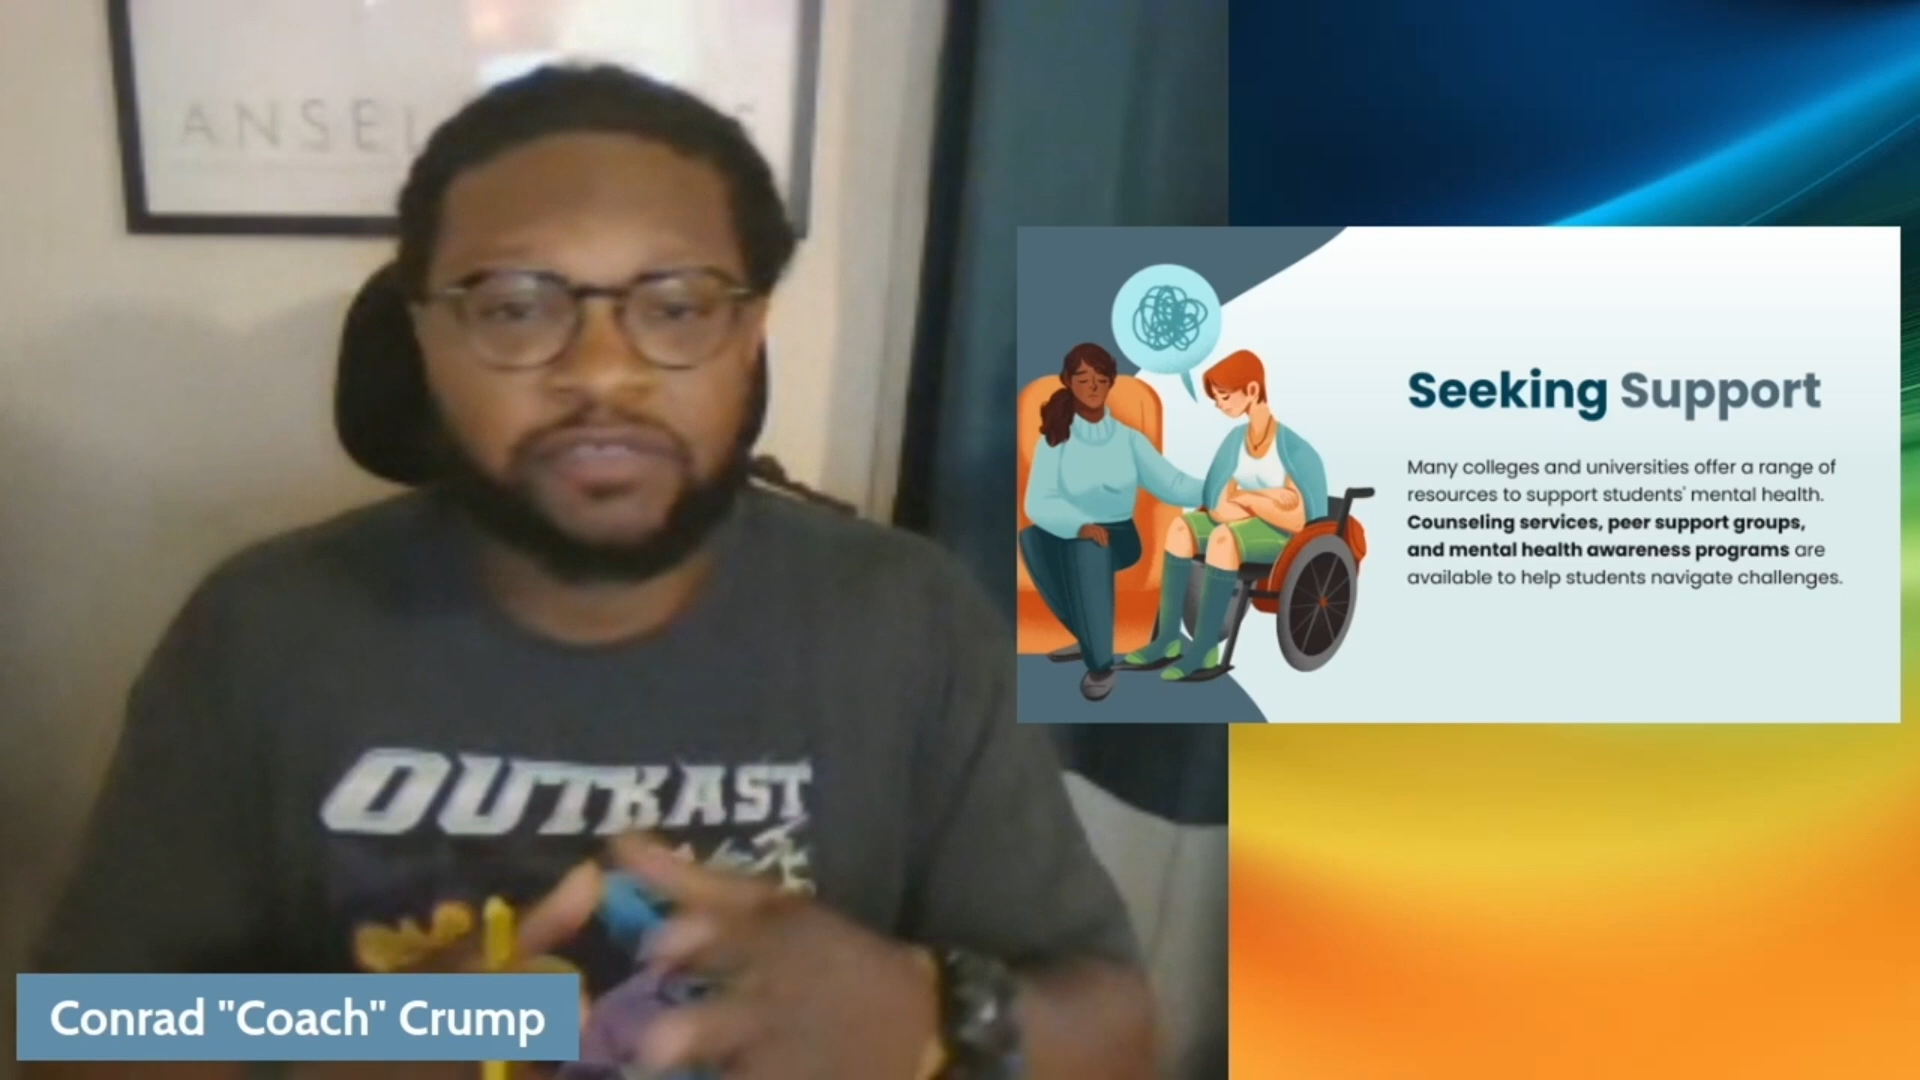 ANSEL
OUTKAST
Conrad "Coach" Crump
Seeking Support
Many colleges and universities offer a range of
resources to support students' mental health.
Counseling services, peer support groups,
and mental health awareness programs are
available to help students navigate challenges.